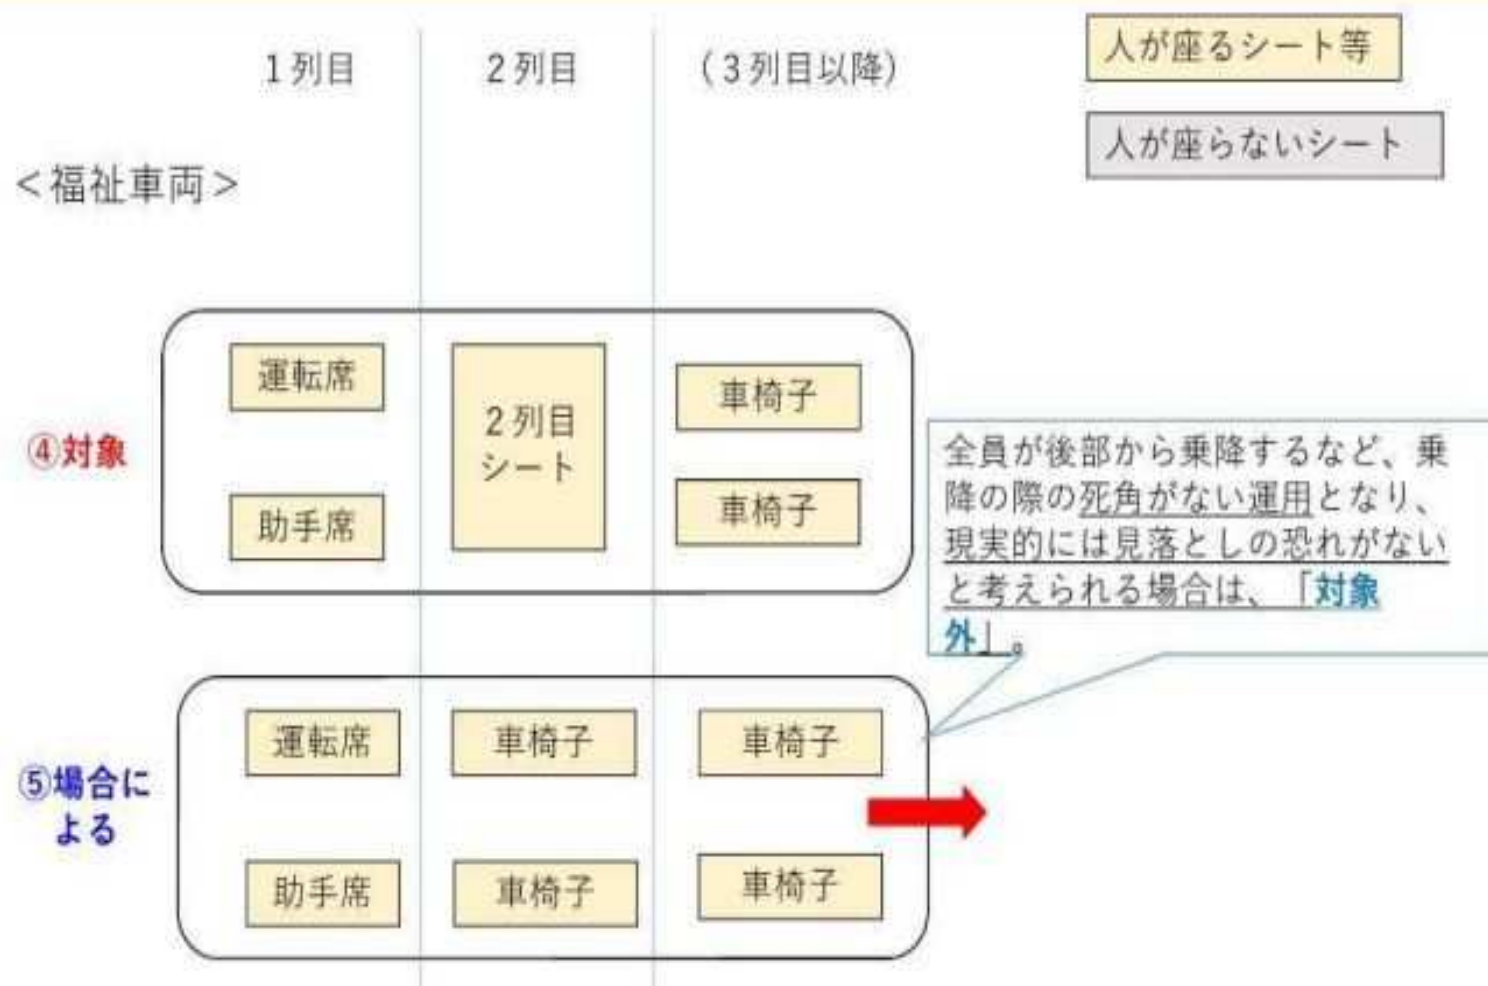 1列目
2列目
(3列目以降)
人が座るシート等
人が座らないシート
＜福祉車両＞
④対象
運転席
助手席
2列目
シート
車椅子
車椅子
全員が後部から乗降するなど、乗
降の際の死角がない運用となり、
現実的には見落としの恐れがない
と考えられる場合は、「対象
外」。
⑤場合に
よる
運転席
車椅子
車椅子
助手席
車椅子
車椅子